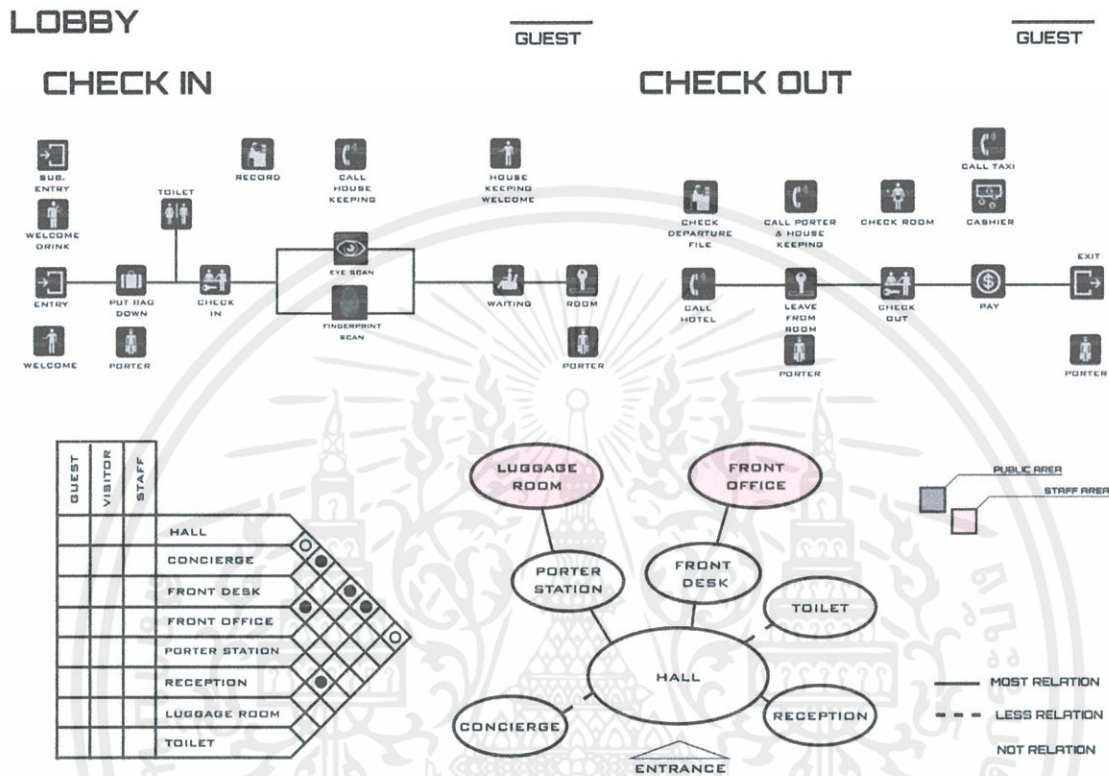 LOBBY
GUEST
GUEST
CHECK IN
CHECK OUT
SUB.
ENTRY
RECORD
CALL
HOUSE
KEEPING
HOUSE
KEEPING
WELCOME
TOILET
WELCOME
DRINK
EYE SCAN
ENTRY
PUT BAG
DOWN
CHECK
IN
FINGERPRINT
SCAN
WAITING
ROOM
WELCOME
PORTER
PORTER
CALL TAXI
CHECK
DEPARTURE
FILE
CALL PORTER
& HOUSE
KEEPING
CHECK ROOM
CASHIER
EXIT
CALL
HOTEL
LEAVE
FROM
ROOM
CHECK
OUT
PAY
PORTER
PORTER
GUEST
VISITOR
STAFF
HALL
CONCIERGE
FRONT DESK
FRONT OFFICE
PORTER STATION
RECEPTION
LUGGAGE ROOM
TOILET
LUGGAGE
ROOM
FRONT
OFFICE
PORTER
STATION
FRONT
DESK
TOILET
HALL
CONCIERGE
RECEPTION
ENTRANCE
PUBLIC AREA
STAFF AREA
MOST RELATION
LESS RELATION
NOT RELATION